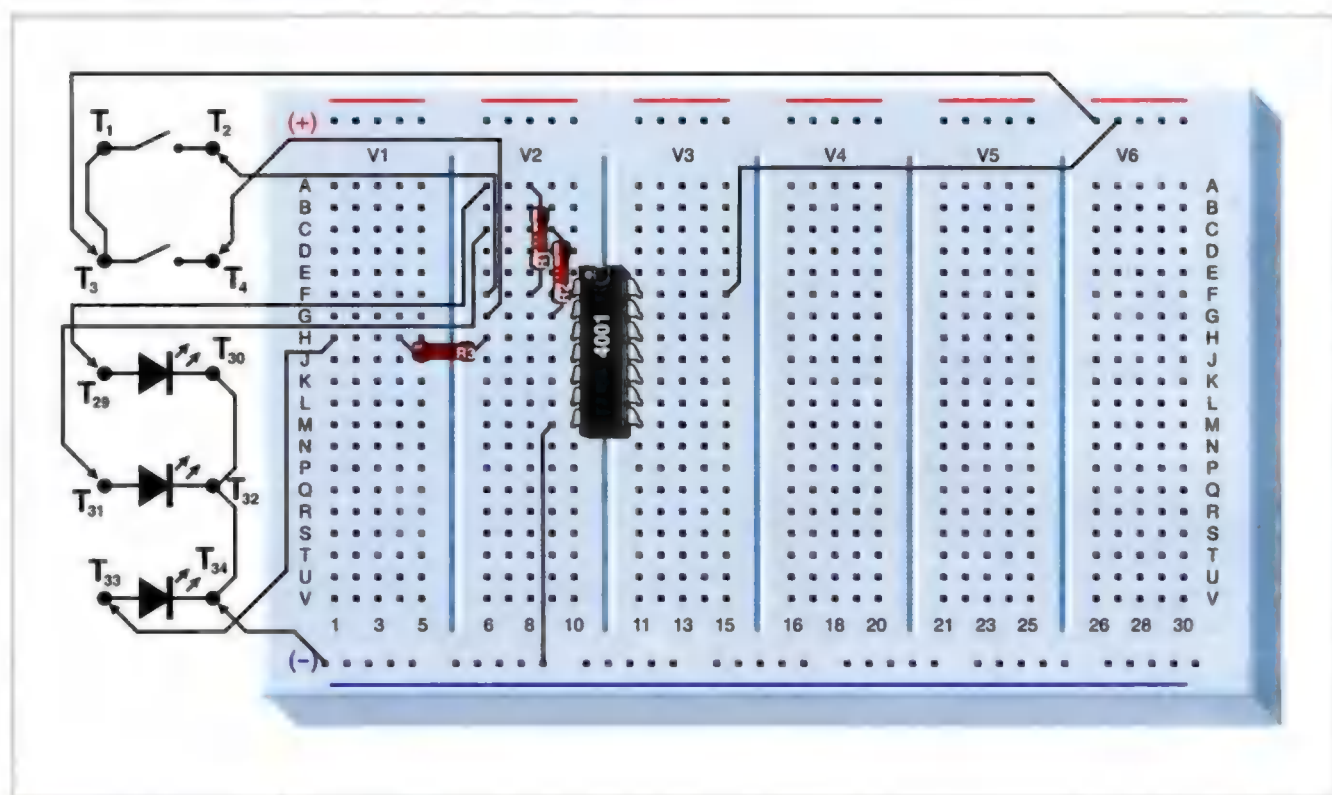 T1 T2
T3 T4
T29 T30
T31 T32
T33 T34
(+)
V1 V2 V3 V4 V5 V6
A A
B B
C C
D D
E E
F F
G G
H H
J J
K K
L L
M M
N N
P P
Q Q
R R
S S
T T
U U
V V
R1
R2
R3
4001
1 3 5 6 8 10 11 13 15 16 18 20 21 23 25 26 28 30
(-)